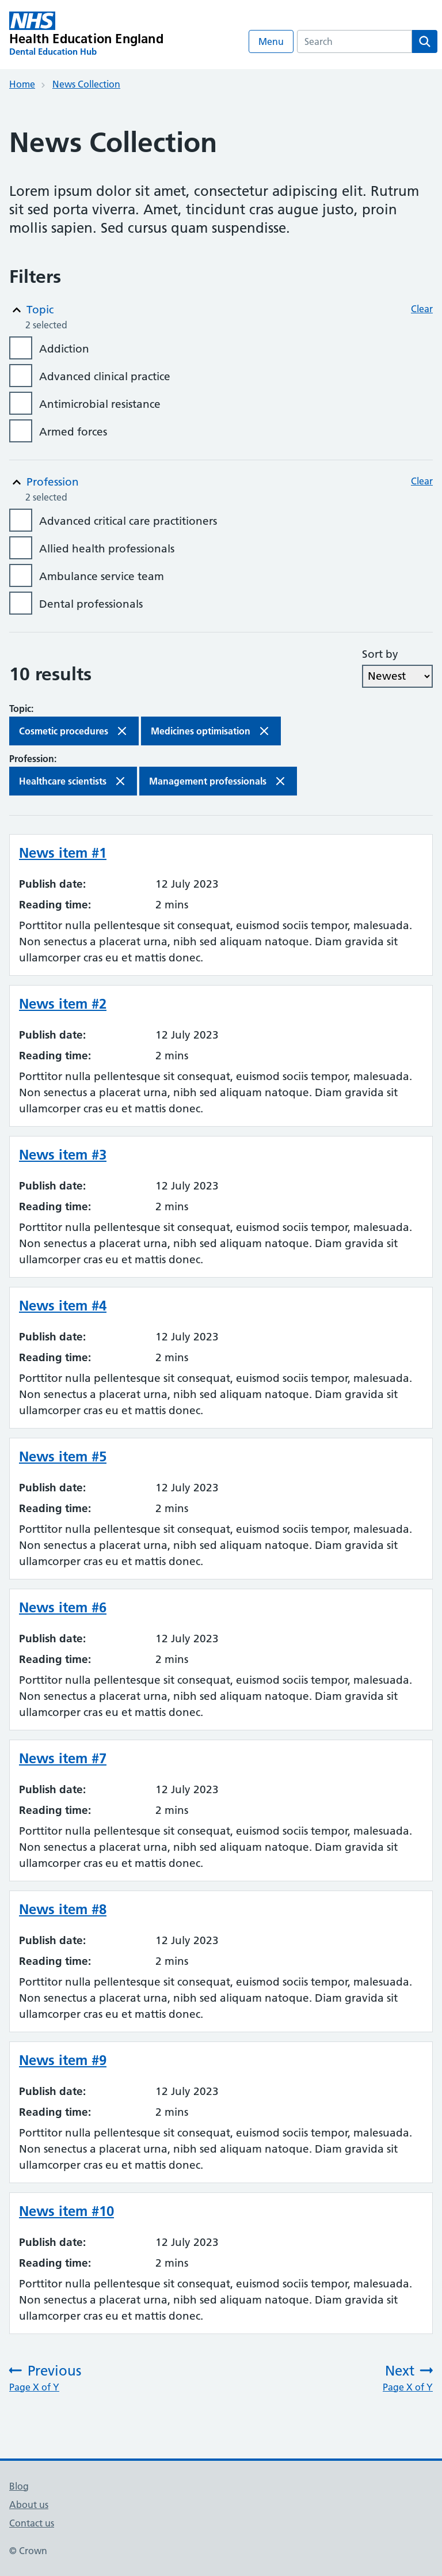 NHS
Health Education England
Dental Education Hub
Menu
Search
Home
News Collection
News Collection
Lorem ipsum dolor sit amet, consectetur adipiscing elit. Rutrum
sit sed porta viverra. Amet, tincidunt cras augue justo, proin
mollis sapien. Sed cursus quam suspendisse.
Filters
Topic
Clear
2 selected
Addiction
Advanced clinical practice
Antimicrobial resistance
Armed forces
Profession
Clear
2 selected
Advanced critical care practitioners
Allied health professionals
Ambulance service team
Dental professionals
10 results
Sort by
Newest
Topic:
Cosmetic procedures
Medicines optimisation
Profession:
Healthcare scientists
Management professionals
News item #1
Publish date: 12 July 2023
Reading time: 2 mins
Porttitor nulla pellentesque sit consequat, euismod sociis tempor, malesuada.
Non senectus a placerat urna, nibh sed aliquam natoque. Diam gravida sit
ullamcorper cras eu et mattis donec.
News item #2
Publish date: 12 July 2023
Reading time: 2 mins
Porttitor nulla pellentesque sit consequat, euismod sociis tempor, malesuada.
Non senectus a placerat urna, nibh sed aliquam natoque. Diam gravida sit
ullamcorper cras eu et mattis donec.
News item #3
Publish date: 12 July 2023
Reading time: 2 mins
Porttitor nulla pellentesque sit consequat, euismod sociis tempor, malesuada.
Non senectus a placerat urna, nibh sed aliquam natoque. Diam gravida sit
ullamcorper cras eu et mattis donec.
News item #4
Publish date: 12 July 2023
Reading time: 2 mins
Porttitor nulla pellentesque sit consequat, euismod sociis tempor, malesuada.
Non senectus a placerat urna, nibh sed aliquam natoque. Diam gravida sit
ullamcorper cras eu et mattis donec.
News item #5
Publish date: 12 July 2023
Reading time: 2 mins
Porttitor nulla pellentesque sit consequat, euismod sociis tempor, malesuada.
Non senectus a placerat urna, nibh sed aliquam natoque. Diam gravida sit
ullamcorper cras eu et mattis donec.
News item #6
Publish date: 12 July 2023
Reading time: 2 mins
Porttitor nulla pellentesque sit consequat, euismod sociis tempor, malesuada.
Non senectus a placerat urna, nibh sed aliquam natoque. Diam gravida sit
ullamcorper cras eu et mattis donec.
News item #7
Publish date: 12 July 2023
Reading time: 2 mins
Porttitor nulla pellentesque sit consequat, euismod sociis tempor, malesuada.
Non senectus a placerat urna, nibh sed aliquam natoque. Diam gravida sit
ullamcorper cras eu et mattis donec.
News item #8
Publish date: 12 July 2023
Reading time: 2 mins
Porttitor nulla pellentesque sit consequat, euismod sociis tempor, malesuada.
Non senectus a placerat urna, nibh sed aliquam natoque. Diam gravida sit
ullamcorper cras eu et mattis donec.
News item #9
Publish date: 12 July 2023
Reading time: 2 mins
Porttitor nulla pellentesque sit consequat, euismod sociis tempor, malesuada.
Non senectus a placerat urna, nibh sed aliquam natoque. Diam gravida sit
ullamcorper cras eu et mattis donec.
News item #10
Publish date: 12 July 2023
Reading time: 2 mins
Porttitor nulla pellentesque sit consequat, euismod sociis tempor, malesuada.
Non senectus a placerat urna, nibh sed aliquam natoque. Diam gravida sit
ullamcorper cras eu et mattis donec.
Previous
Page X of Y
Next
Page X of Y
Blog
About us
Contact us
© Crown